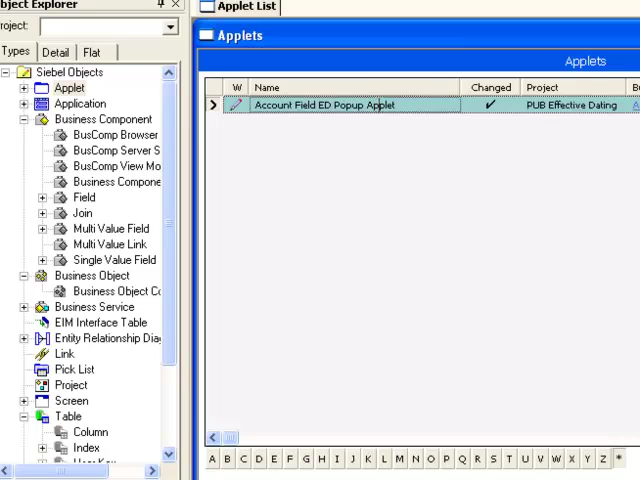 Object Explorer
Project:
Types Detail Flat
Siebel Objects
Applet
Application
Business Component
BusComp Browser
BusComp Server S
BusComp View Mo
Business Compone
Field
Join
Multi Value Field
Multi Value Link
Single Value Field
Business Object
Business Object Co
Business Service
EIM Interface Table
Entity Relationship Dia
Link
Pick List
Project
Screen
Table
Column
Index
Applet List
Applets
Applets
W Name Changed Project
Account Field ED Popup Applet PUB Effective Dating
A B C D E F G H I J K L M N O P Q R S T U V W X Y Z *